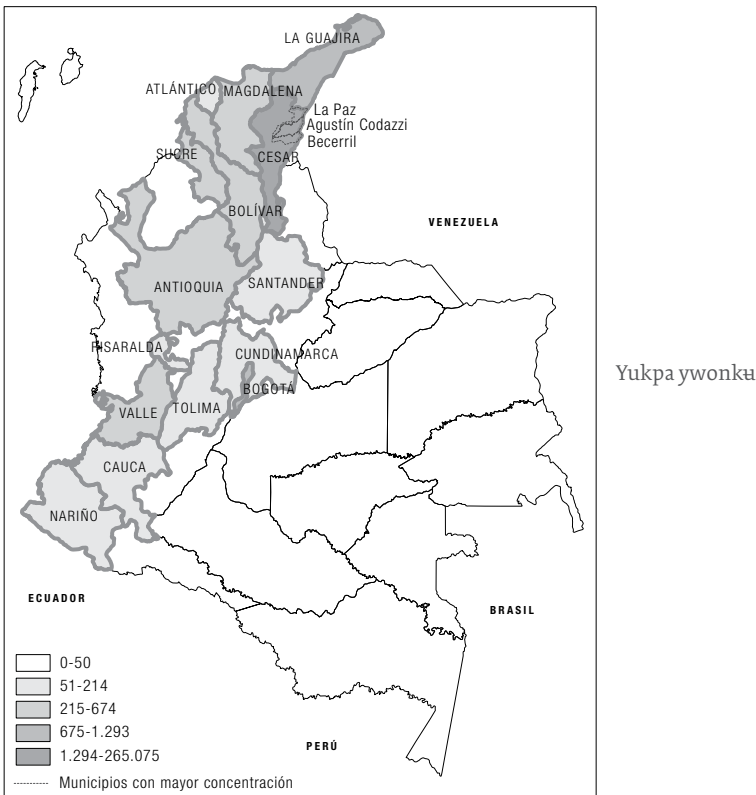 LA GUAJIRA
ATLÁNTICO
MAGDALENA
La Paz
Agustín Codazzi
Becerril
SUCRE
CESAR
BOLÍVAR
VENEZUELA
ANTIOQUIA
SANTANDER
RISARALDA
CUNDINAMARCA
Yukpa ywonkʉ
BOGOTÁ
VALLE
TOLIMA
CAUCA
NARIÑO
ECUADOR
BRASIL
0-50
51-214
215-674
675-1.293
PERÚ
1.294-265.075
Municipios con mayor concentración